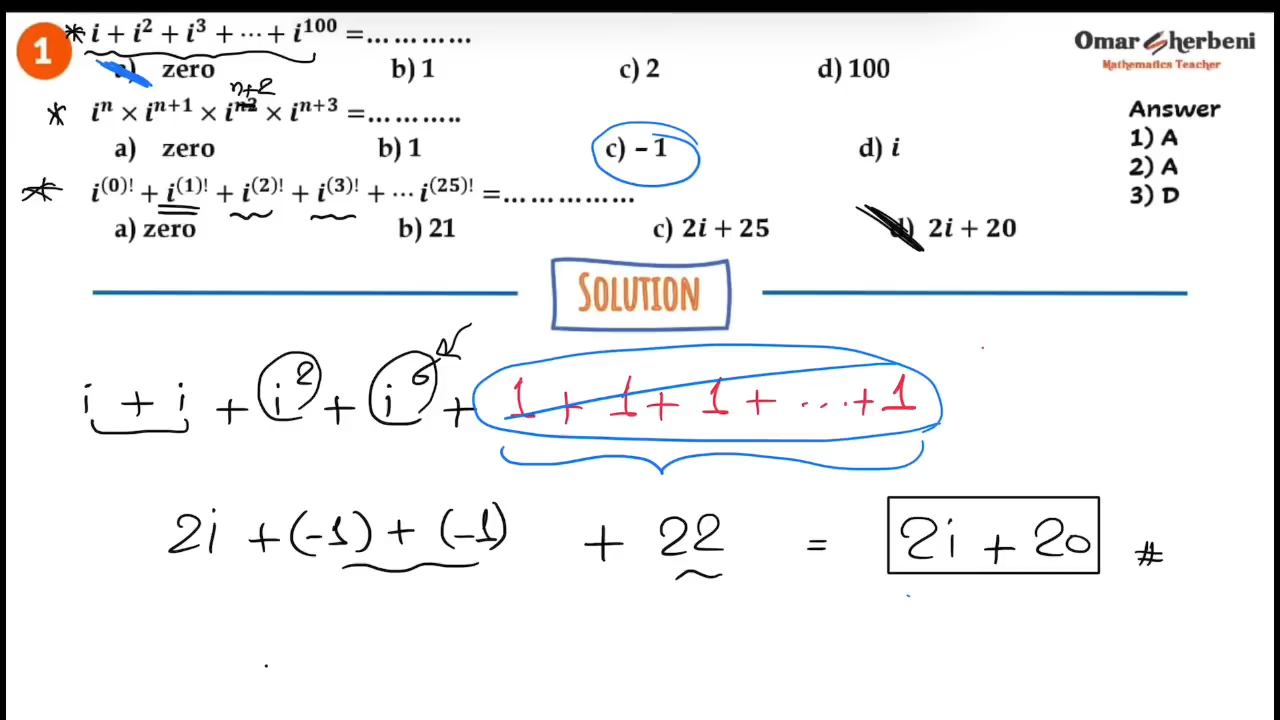 1
* i + i² + i³ + ⋯ + i¹⁰⁰ = … … … …
a) zero b) 1 c) 2 d) 100
Omar Sherbeni
Mathematics Teacher
n+2
* iⁿ × iⁿ⁺¹ × iⁿ² × iⁿ⁺³ = … … … ..
a) zero b) 1 c) – 1 d) i
* i⁽⁰⁾! + i⁽¹⁾! + i⁽²⁾! + i⁽³⁾! + ⋯ i⁽²⁵⁾! = … … … … …
a) zero b) 21 c) 2i + 25 d) 2i + 20
Answer
1) A
2) A
3) D
SOLUTION
i + i + i² + i⁶ + 1 + 1 + 1 + ... + 1
2i + (-1) + (-1) + 22 = 2i + 20 #